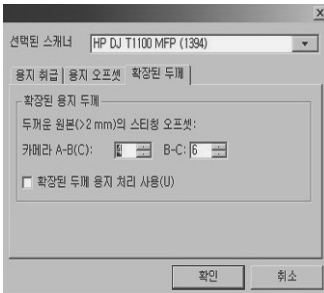 x
선택된 스캐너 HP DJ T1100 MFP (1394)
용지 취급 용지 오프셋 확장된 두께
확장된 용지 두께
두꺼운 원본(>2 mm)의 스티칭 오프셋:
카메라 A-B(C): B-C: 6
확장된 두께 용지 처리 사용(U)
확인 취소